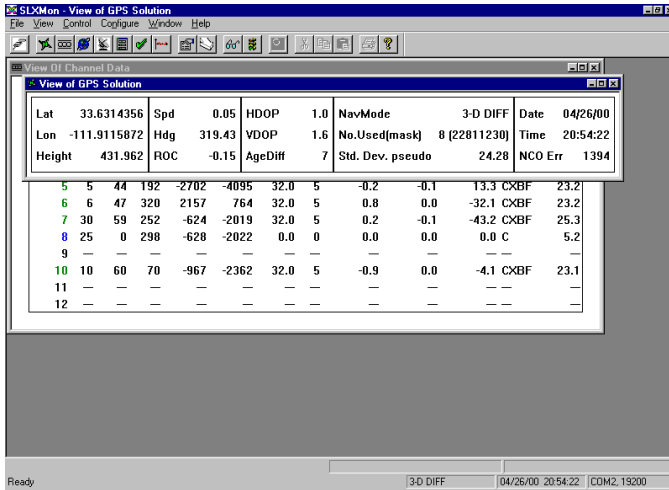 SLXMon - View of GPS Solution
File View Control Configure Window Help
View Of Channel Data
View of GPS Solution
Lat 33.6314356 Spd 0.05 HDOP 1.0 NavMode 3-D DIFF Date 04/26/00
Lon -111.9115872 Hdg 319.43 VDOP 1.6 No.Used(mask) 8 (22811230) Time 20:54:22
Height 431.962 ROC -0.15 AgeDiff 7 Std. Dev. pseudo 24.28 NCO Err 1394
5 5 44 192 -2702 -4095 32.0 5 -0.2 -0.1 13.3 CXBF 23.2
6 6 47 320 2157 764 32.0 5 0.8 0.0 -32.1 CXBF 23.2
7 30 59 252 -624 -2019 32.0 5 0.2 -0.1 -43.2 CXBF 25.3
8 25 0 298 -628 -2022 0.0 0 0.0 0.0 0.0 C 5.2
9 — — — — — — — — — — — —
10 10 60 70 -967 -2362 32.0 5 -0.9 0.0 -4.1 CXBF 23.1
11 — — — — — — — — — — — —
12 — — — — — — — — — — — —
Ready 3-D DIFF 04/26/00 20:54:22 COM2, 19200